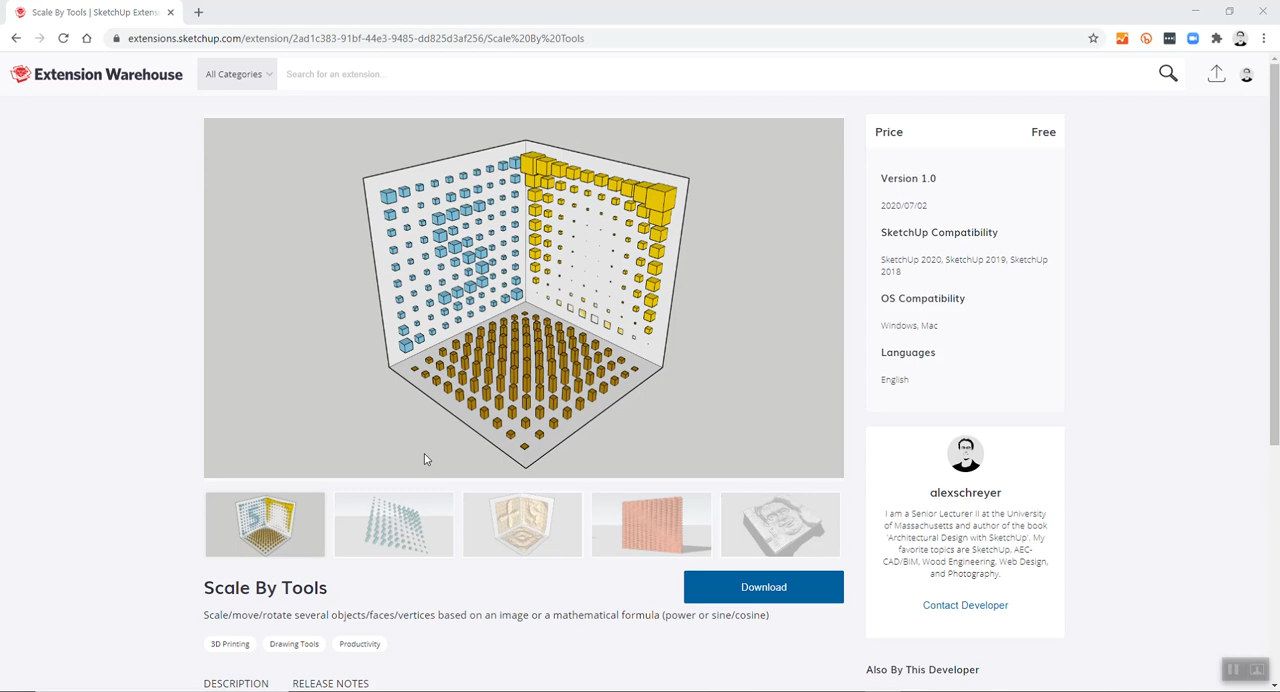 Scale By Tools | SketchUp Extens
extensions.sketchup.com/extension/2ad1c383-91bf-44e3-9485-dd825d3af256/Scale%20By%20Tools
Extension Warehouse
All Categories
Search for an extension...
Price
Free
Version 1.0
2020/07/02
SketchUp Compatibility
SketchUp 2020, SketchUp 2019, SketchUp
2018
OS Compatibility
Windows, Mac
Languages
English
alexschreyer
I am a Senior Lecturer II at the University
of Massachusetts and author of the book
'Architectural Design with SketchUp'. My
favorite topics are SketchUp, AEC-
CAD/BIM, Wood Engineering, Web Design,
and Photography.
Contact Developer
Scale By Tools
Download
Scale/move/rotate several objects/faces/vertices based on an image or a mathematical formula (power or sine/cosine)
3D Printing
Drawing Tools
Productivity
DESCRIPTION
RELEASE NOTES
Also By This Developer